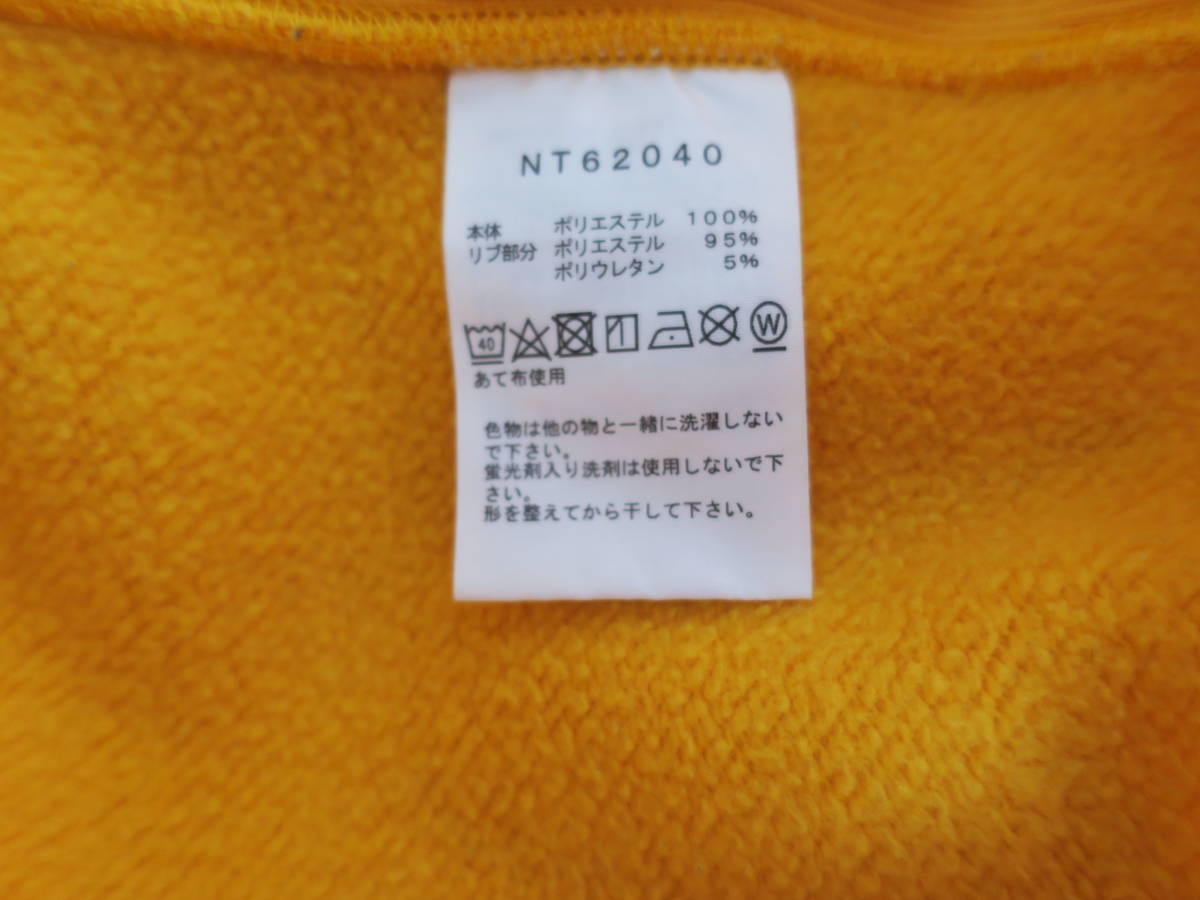 NT62040
本体 ポリエステル 100%
リブ部分 ポリエステル 95%
ポリウレタン 5%
40 W
あて布使用
色物は他の物と一緒に洗濯しない
で下さい。
蛍光剤入り洗剤は使用しないで下
さい。
形を整えてから干して下さい。